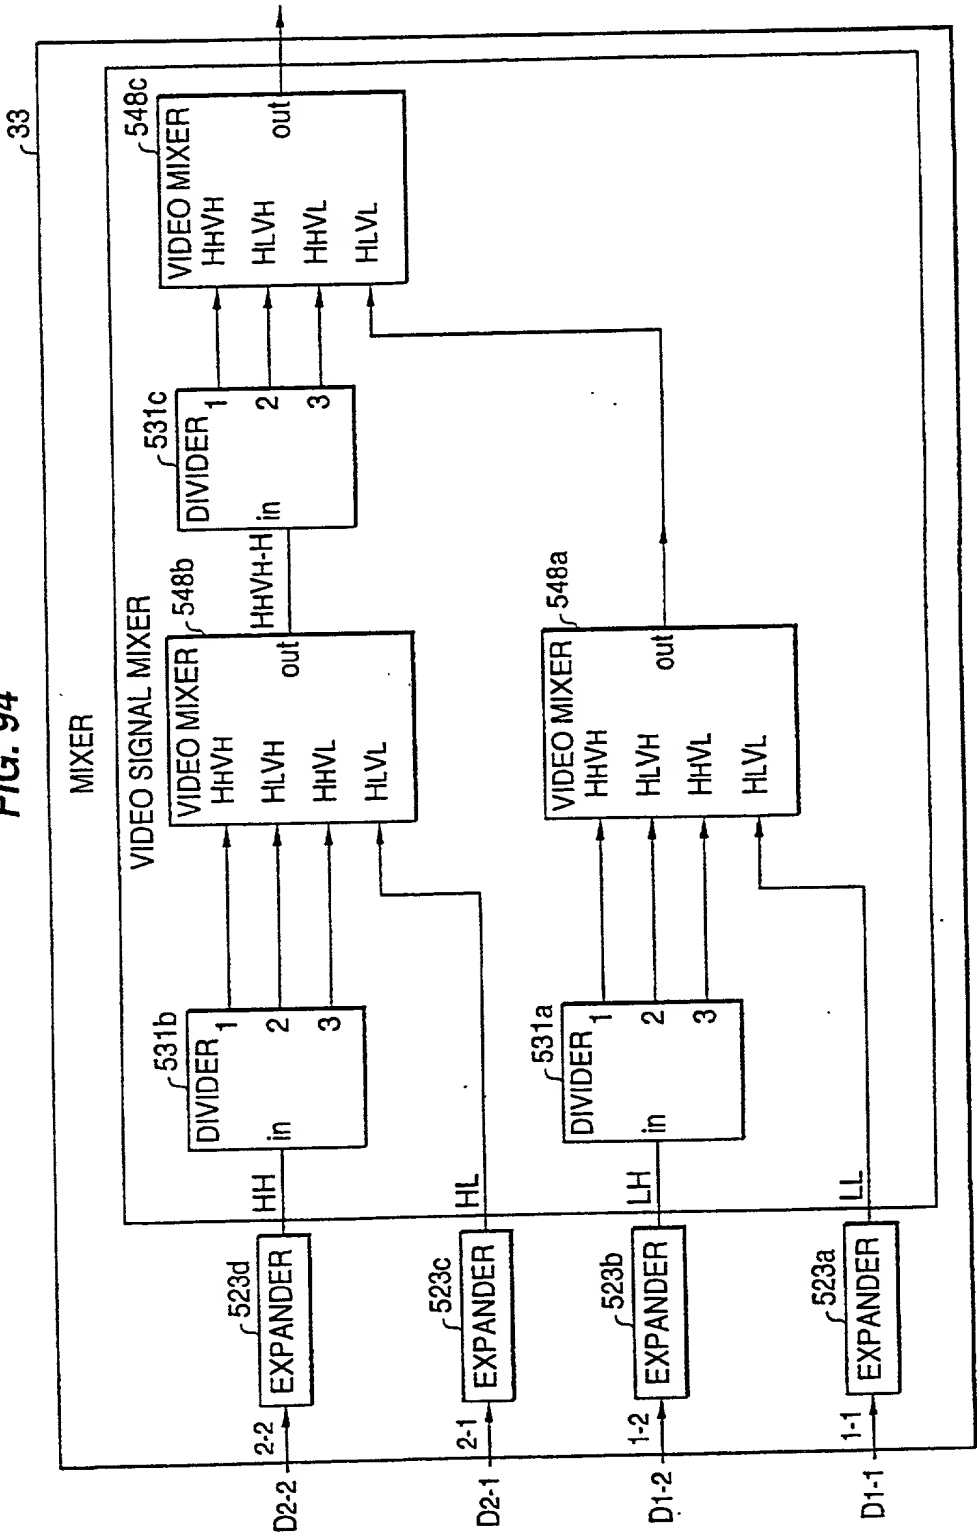 FIG. 94
33
MIXER
VIDEO SIGNAL MIXER
D2-2
2-2
EXPANDER
523d
HH
DIVIDER
531b
in
1
2
3
VIDEO MIXER
548b
HHVH
HLVH
HHVL
HLVL
out
HHVH-H
DIVIDER
531c
in
1
2
3
VIDEO MIXER
548c
HHVH
HLVH
HHVL
HLVL
out
D2-1
2-1
EXPANDER
523c
HL
D1-2
1-2
EXPANDER
523b
LH
DIVIDER
531a
in
1
2
3
VIDEO MIXER
548a
HHVH
HLVH
HHVL
HLVL
out
D1-1
1-1
EXPANDER
523a
LL